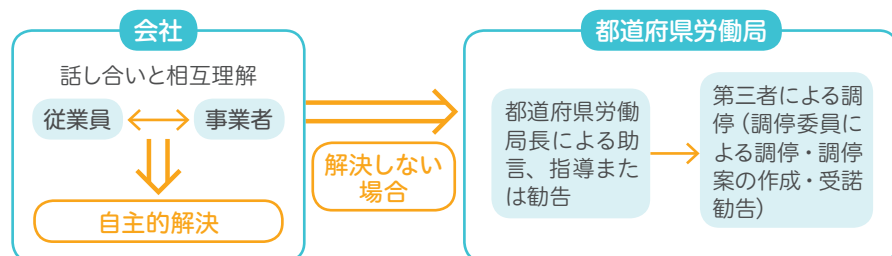 会社
話し合いと相互理解
従業員
事業者
自主的解決
解決しない
場合
都道府県労働局
都道府県労働
局長による助
言、指導また
は勧告
第三者による調
停（調停委員に
よる調停・調停
案の作成・受諾
勧告）